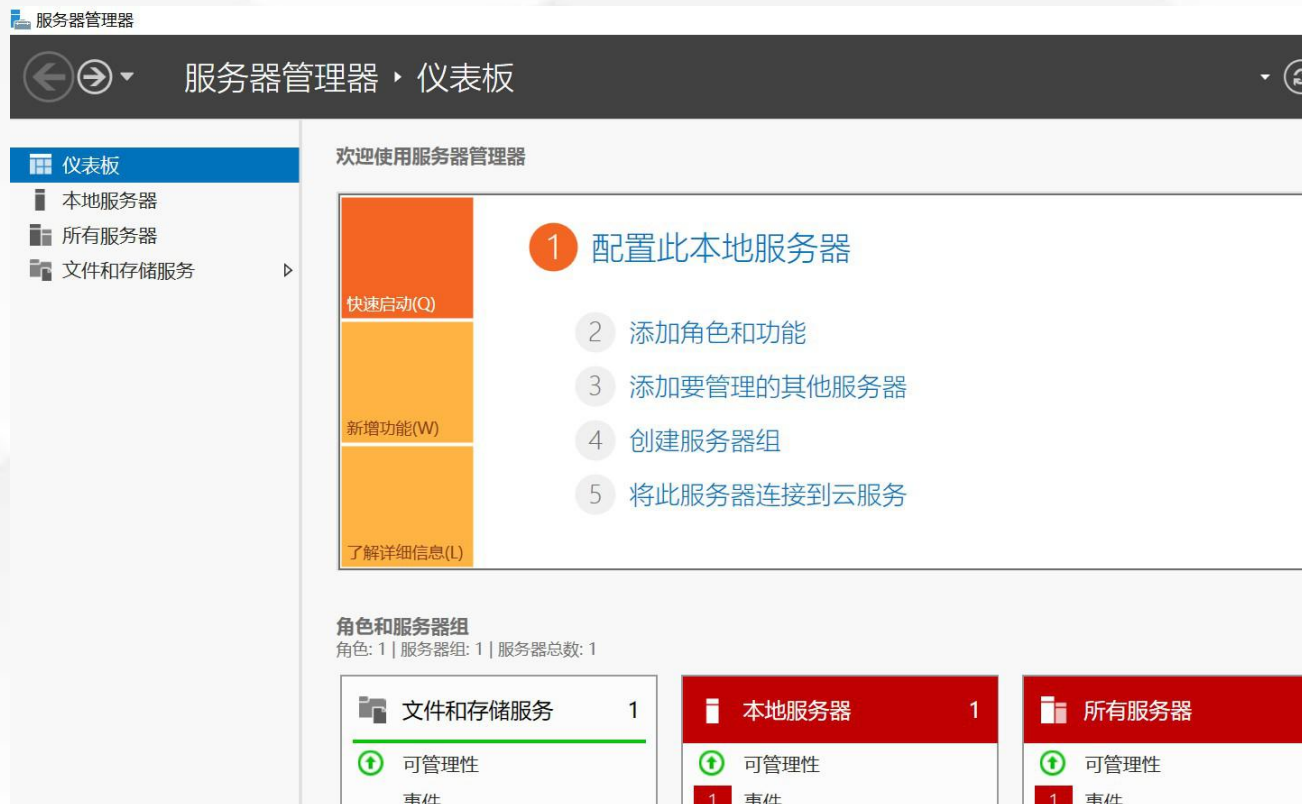 服务器管理器
服务器管理器 ‣ 仪表板
仪表板
本地服务器
所有服务器
文件和存储服务
欢迎使用服务器管理器
快速启动(Q)
新增功能(W)
了解详细信息(L)
1 配置此本地服务器
2 添加角色和功能
3 添加要管理的其他服务器
4 创建服务器组
5 将此服务器连接到云服务
角色和服务器组
角色: 1 | 服务器组: 1 | 服务器总数: 1
文件和存储服务 1
可管理性
事件
本地服务器 1
可管理性
1 事件
所有服务器
可管理性
1 事件